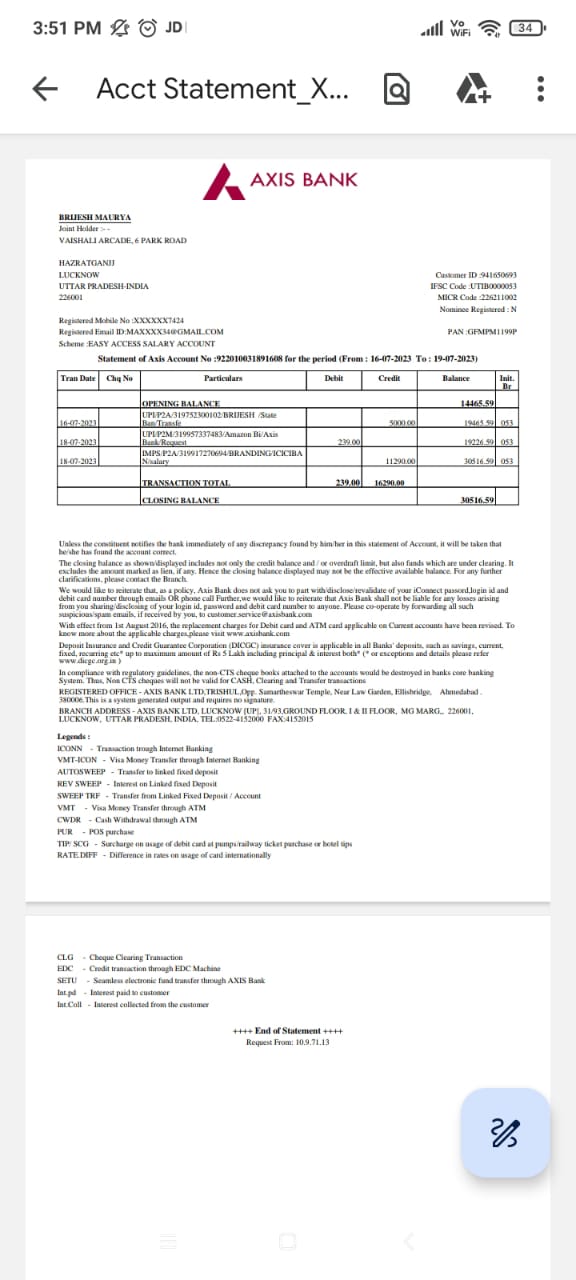 3:51 PM JD
Vo WiFi 34
Acct Statement_X...
AXIS BANK
BRIJESH MAURYA
Joint Holder :- -
VAISHALI ARCADE, 6 PARK ROAD
HAZRATGANJ
LUCKNOW
UTTAR PRADESH-INDIA
226001
Customer ID :941650693
IFSC Code :UTIB0000053
MICR Code :226211002
Nominee Registered : N
Registered Mobile No :XXXXXX7424
Registered Email ID:MAXXXX34@GMAIL.COM
Scheme :EASY ACCESS SALARY ACCOUNT
PAN :GFMPM1199P
Statement of Axis Account No :922010031891608 for the period (From : 16-07-2023 To : 19-07-2023)
Tran Date Chq No Particulars Debit Credit Balance Init. Br
OPENING BALANCE 14465.59
16-07-2023 UPI/P2A/319752300102/BRIJESH /State Ban/Transfe 5000.00 19465.59 053
18-07-2023 UPI/P2M/319957337483/Amazon Bi/Axis Bank/Request 239.00 19226.59 053
18-07-2023 IMPS/P2A/319917270694/BRANDING/ICICIBA N/salary 11290.00 30516.59 053
TRANSACTION TOTAL 239.00 16290.00
CLOSING BALANCE 30516.59
Unless the constituent notifies the bank immediately of any discrepancy found by him/her in this statement of Account, it will be taken that
he/she has found the account correct.
The closing balance as shown/displayed includes not only the credit balance and / or overdraft limit, but also funds which are under clearing. It
excludes the amount marked as lien, if any. Hence the closing balance displayed may not be the effective available balance. For any further
clarifications, please contact the Branch.
We would like to reiterate that, as a policy, Axis Bank does not ask you to part with/disclose/revalidate of your iConnect passord,login id and
debit card number through emails OR phone call Further,we would like to reiterate that Axis Bank shall not be liable for any losses arising
from you sharing/disclosing of your login id, password and debit card number to anyone. Please co-operate by forwarding all such
suspicious/spam emails, if received by you, to customer.service@axisbank.com
With effect from 1st August 2016, the replacement charges for Debit card and ATM card applicable on Current accounts have been revised. To
know more about the applicable charges,please visit www.axisbank.com
Deposit Insurance and Credit Guarantee Corporation (DICGC) insurance cover is applicable in all Banks' deposits, such as savings, current,
fixed, recurring etc" up to maximum amount of Rs 5 Lakh including principal & interest both" (* or exceptions and details please refer
www.dicgc.org.in )
In compliance with regulatory guidelines, the non-CTS cheque books attached to the accounts would be destroyed in banks core banking
System. Thus, Non CTS cheques will not be valid for CASH, Clearing and Transfer transactions
REGISTERED OFFICE - AXIS BANK LTD,TRISHUL,Opp. Samartheswar Temple, Near Law Garden, Ellisbridge, Ahmedabad .
380006.This is a system generated output and requires no signature.
BRANCH ADDRESS - AXIS BANK LTD, LUCKNOW [UP], 31/93,GROUND FLOOR, I & II FLOOR, MG MARG,, 226001,
LUCKNOW, UTTAR PRADESH, INDIA, TEL:0522-4152000 FAX:4152015
Legends :
ICONN - Transaction trough Internet Banking
VMT-ICON - Visa Money Transfer through Internet Banking
AUTOSWEEP - Transfer to linked fixed deposit
REV SWEEP - Interest on Linked fixed Deposit
SWEEP TRF - Transfer from Linked Fixed Deposit / Account
VMT - Visa Money Transfer through ATM
CWDR - Cash Withdrawal through ATM
PUR - POS purchase
TIP/ SCG - Surcharge on usage of debit card at pumps/railway ticket purchase or hotel tips
RATE.DIFF - Difference in rates on usage of card internationally
CLG - Cheque Clearing Transaction
EDC - Credit transaction through EDC Machine
SETU - Seamless electronic fund transfer through AXIS Bank
Int.pd - Interest paid to customer
Int.Coll - Interest collected from the customer
++++ End of Statement ++++
Request From: 10.9.71.13